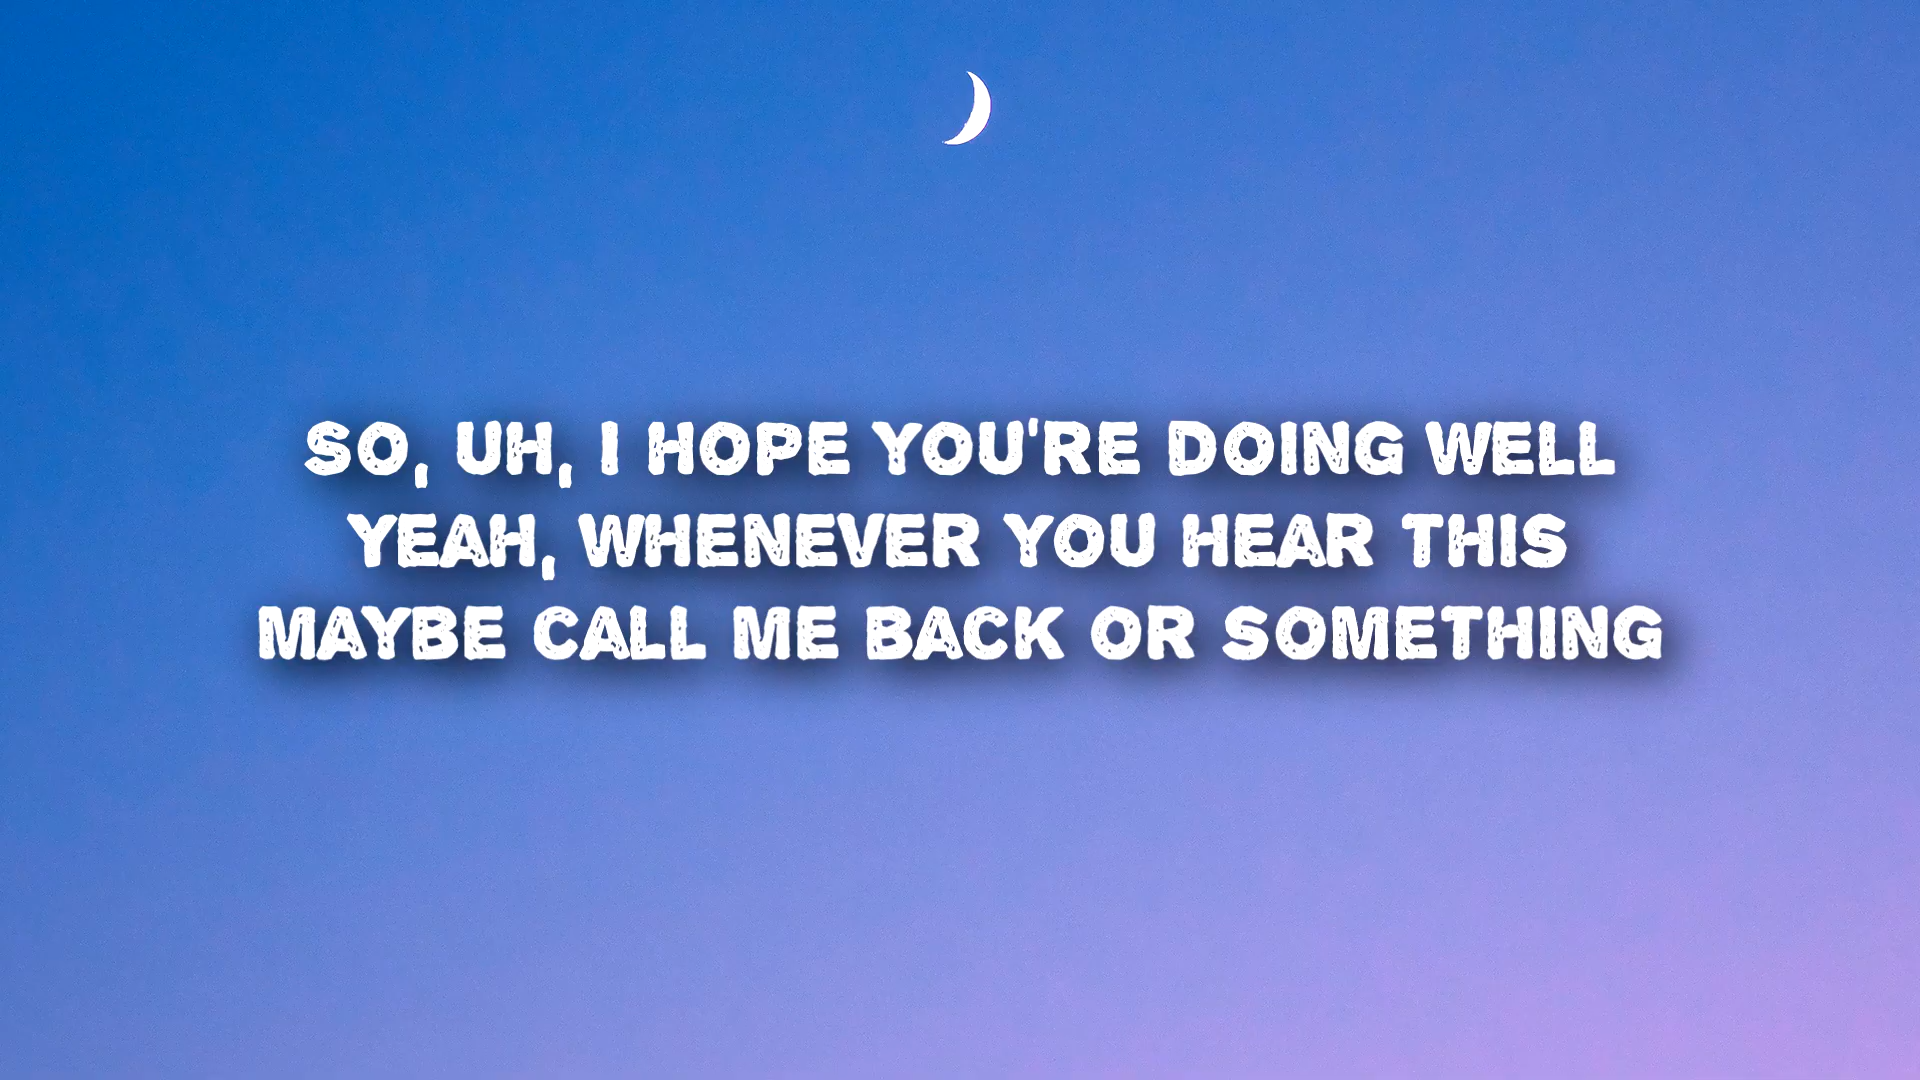 SO, UH, I HOPE YOU'RE DOING WELL
YEAH, WHENEVER YOU HEAR THIS
MAYBE CALL ME BACK OR SOMETHING